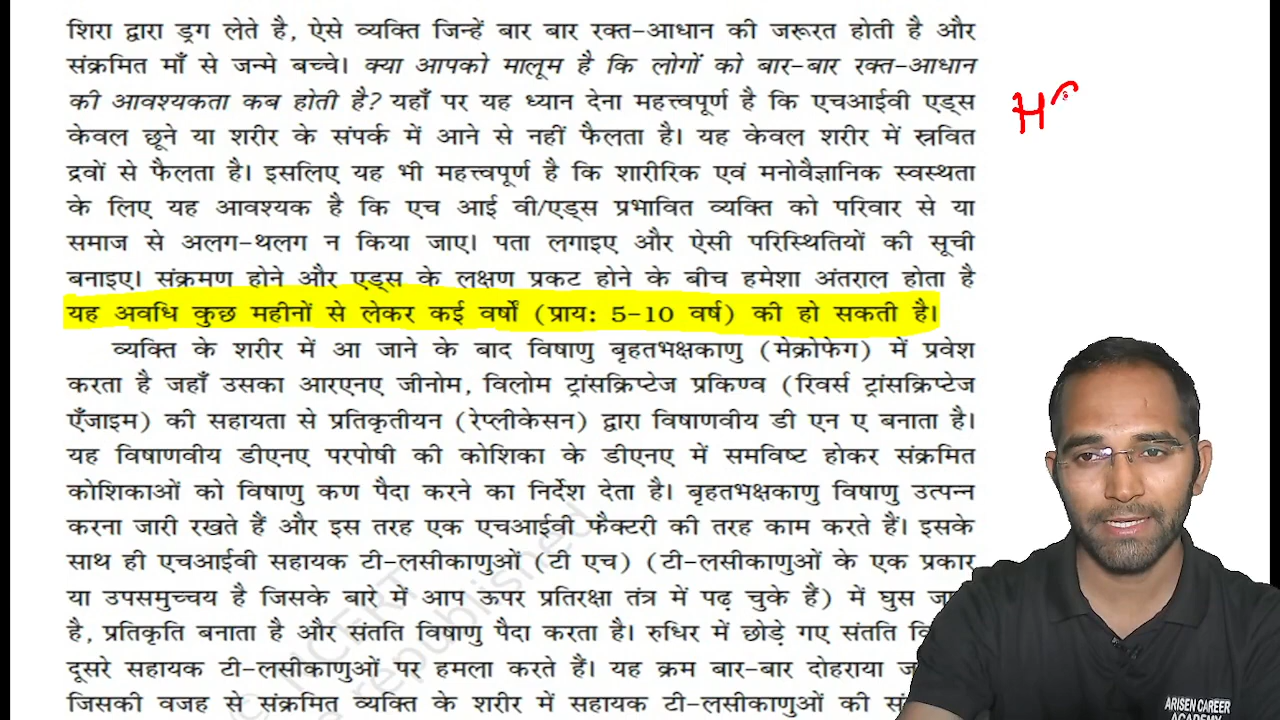 शिरा द्वारा ड्रग लेते है, ऐसे व्यक्ति जिन्हें बार बार रक्त-आधान की जरूरत होती है और
संक्रमित माँ से जन्मे बच्चे। क्या आपको मालूम है कि लोगों को बार-बार रक्त-आधान
की आवश्यकता कब होती है? यहाँ पर यह ध्यान देना महत्त्वपूर्ण है कि एचआईवी एड्स
केवल छूने या शरीर के संपर्क में आने से नहीं फैलता है। यह केवल शरीर में स्रवित
द्रवों से फैलता है। इसलिए यह भी महत्त्वपूर्ण है कि शारीरिक एवं मनोवैज्ञानिक स्वस्थता
के लिए यह आवश्यक है कि एच आई वी/एड्स प्रभावित व्यक्ति को परिवार से या
समाज से अलग-थलग न किया जाए। पता लगाइए और ऐसी परिस्थितियों की सूची
बनाइए। संक्रमण होने और एड्स के लक्षण प्रकट होने के बीच हमेशा अंतराल होता है
यह अवधि कुछ महीनों से लेकर कई वर्षों (प्राय: 5-10 वर्ष) की हो सकती है।
व्यक्ति के शरीर में आ जाने के बाद विषाणु बृहतभक्षकाणु (मेक्रोफेग) में प्रवेश
करता है जहाँ उसका आरएनए जीनोम, विलोम ट्रांसक्रिप्टेज प्रकिण्व (रिवर्स ट्रांसक्रिप्टेज
एँजाइम) की सहायता से प्रतिकृतीयन (रेप्लीकेसन) द्वारा विषाणवीय डी एन ए बनाता है।
यह विषाणवीय डीएनए परपोषी की कोशिका के डीएनए में समविष्ट होकर संक्रमित
कोशिकाओं को विषाणु कण पैदा करने का निर्देश देता है। बृहतभक्षकाणु विषाणु उत्पन्न
करना जारी रखते हैं और इस तरह एक एचआईवी फैक्टरी की तरह काम करते हैं। इसके
साथ ही एचआईवी सहायक टी-लसीकाणुओं (टी एच) (टी-लसीकाणुओं के एक प्रकार
या उपसमुच्चय है जिसके बारे में आप ऊपर प्रतिरक्षा तंत्र में पढ़ चुके हैं) में घुस
है, प्रतिकृति बनाता है और संतति विषाणु पैदा करता है। रुधिर में छोड़े गए संतति
दूसरे सहायक टी-लसीकाणुओं पर हमला करते हैं। यह क्रम बार-बार दोहराया
जिसकी वजह से संक्रमित व्यक्ति के शरीर में सहायक टी-लसीकाणुओं की
H
© NCERT
republished
ARISEN CAREER
ACADEMY